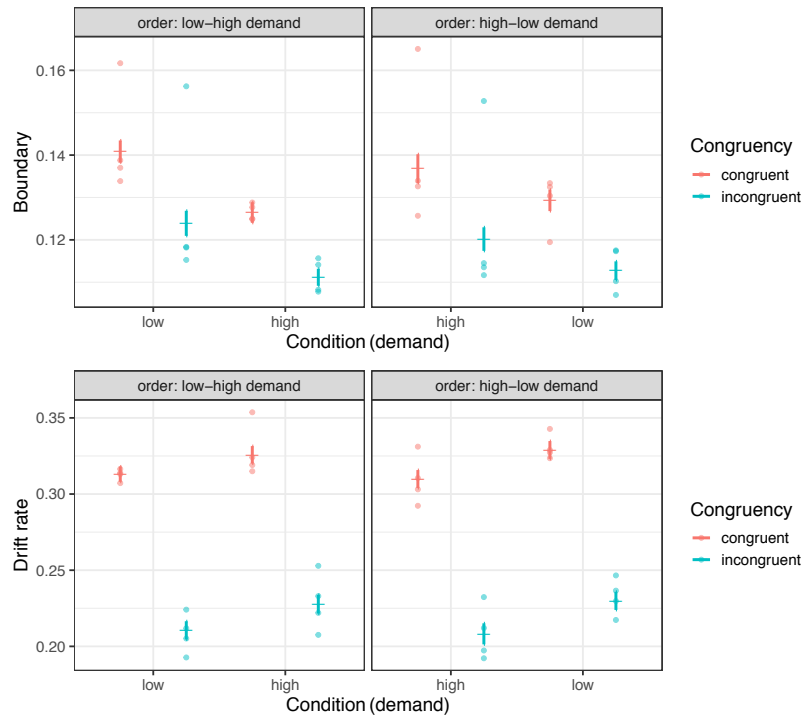 order: low−high demand
order: high−low demand
0.16
0.14
0.12
Boundary
low
high
high
low
Condition (demand)
Congruency
congruent
incongruent
order: low−high demand
order: high−low demand
0.35
0.30
0.25
0.20
Drift rate
low
high
high
low
Condition (demand)
Congruency
congruent
incongruent